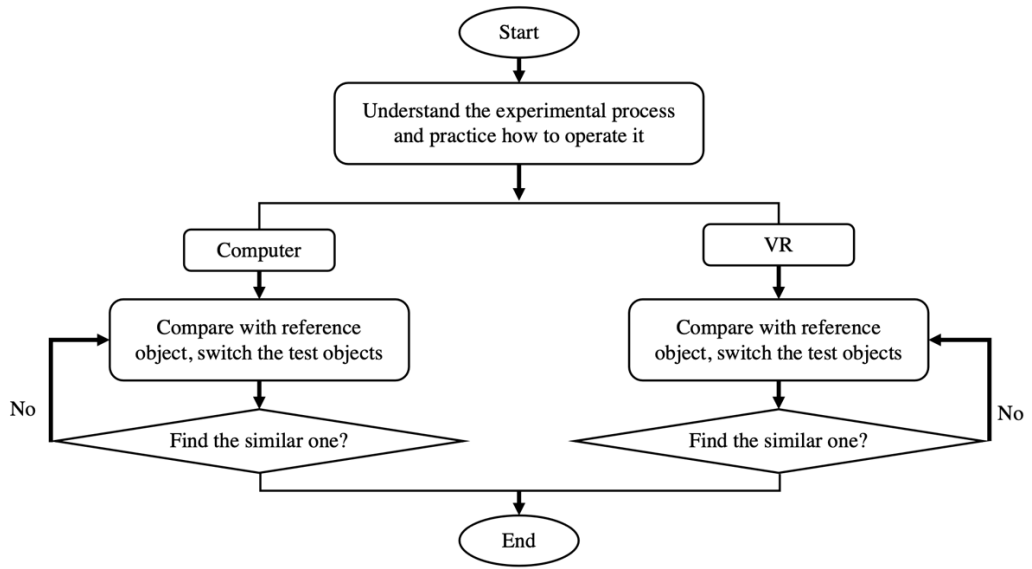 Start
Understand the experimental process
and practice how to operate it
Computer
VR
Compare with reference
object, switch the test objects
Compare with reference
object, switch the test objects
No
No
Find the similar one?
Find the similar one?
End